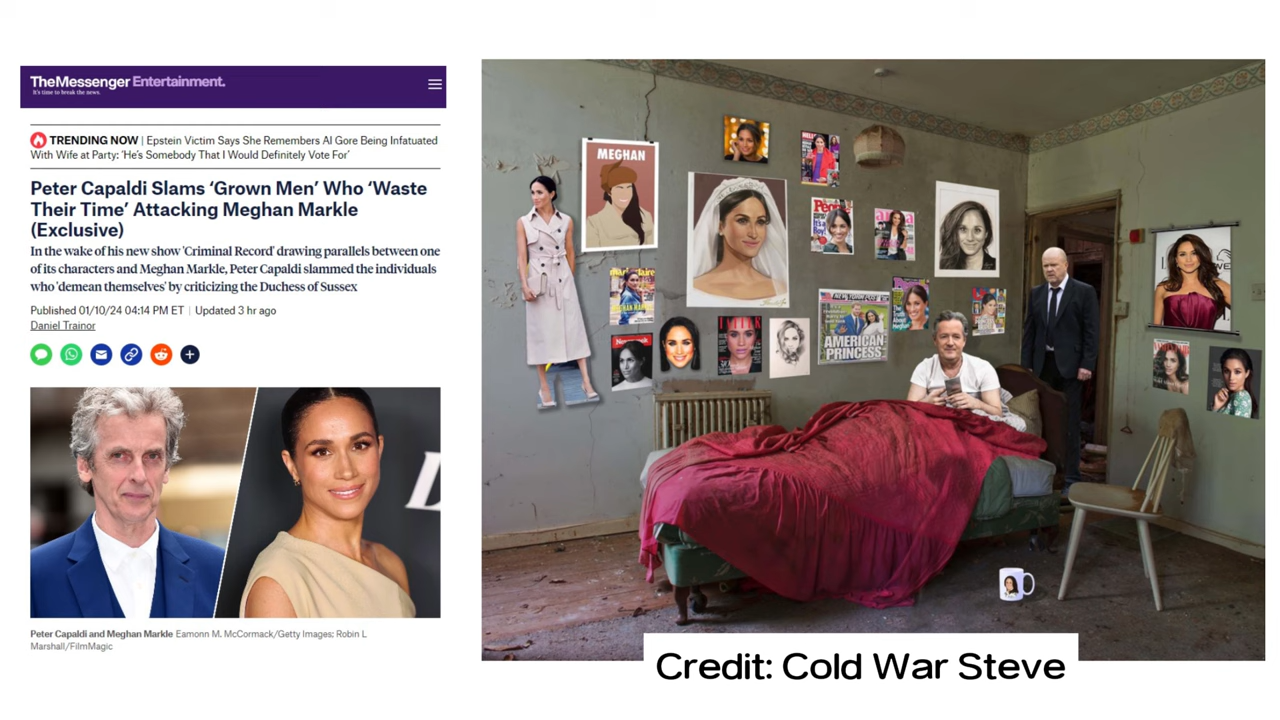 TheMessenger Entertainment.
It's time to break the news.
TRENDING NOW | Epstein Victim Says She Remembers Al Gore Being Infatuated
With Wife at Party: 'He's Somebody That I Would Definitely Vote For'
Peter Capaldi Slams 'Grown Men' Who 'Waste
Their Time' Attacking Meghan Markle
(Exclusive)
In the wake of his new show 'Criminal Record' drawing parallels between one
of its characters and Meghan Markle, Peter Capaldi slammed the individuals
who 'demean themselves' by criticizing the Duchess of Sussex
Published 01/10/24 04:14 PM ET | Updated 3 hr ago
Daniel Trainor
Peter Capaldi and Meghan Markle Eamonn M. McCormack/Getty Images; Robin L
Marshall/FilmMagic
MEGHAN
People
marie claire
Newsweek
AMERICAN
PRINCESS
Credit: Cold War Steve